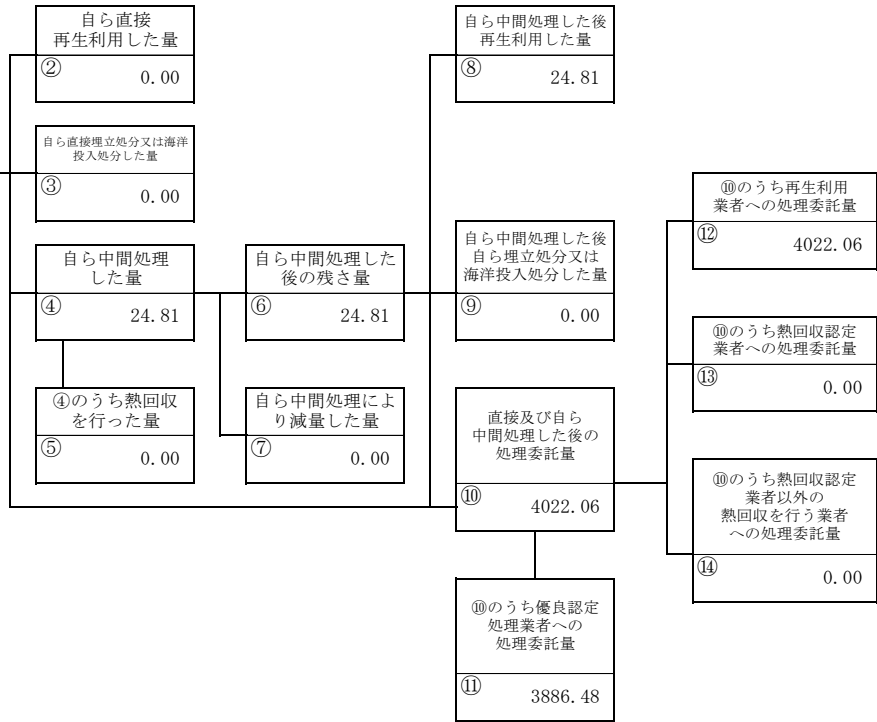 自ら直接
再生利用した量
②
0.00
自ら直接埋立処分又は海洋
投入処分した量
③
0.00
自ら中間処理
した量
④
24.81
④のうち熱回収
を行った量
⑤
0.00
自ら中間処理した
後の残さ量
⑥
24.81
自ら中間処理によ
り減量した量
⑦
0.00
自ら中間処理した後
再生利用した量
⑧
24.81
自ら中間処理した後
自ら埋立処分又は
海洋投入処分した量
⑨
0.00
直接及び自ら
中間処理した後の
処理委託量
⑩
4022.06
⑩のうち優良認定
処理業者への
処理委託量
⑪
3886.48
⑩のうち再生利用
業者への処理委託量
⑫
4022.06
⑩のうち熱回収認定
業者への処理委託量
⑬
0.00
⑩のうち熱回収認定
業者以外の
熱回収を行う業者
への処理委託量
⑭
0.00